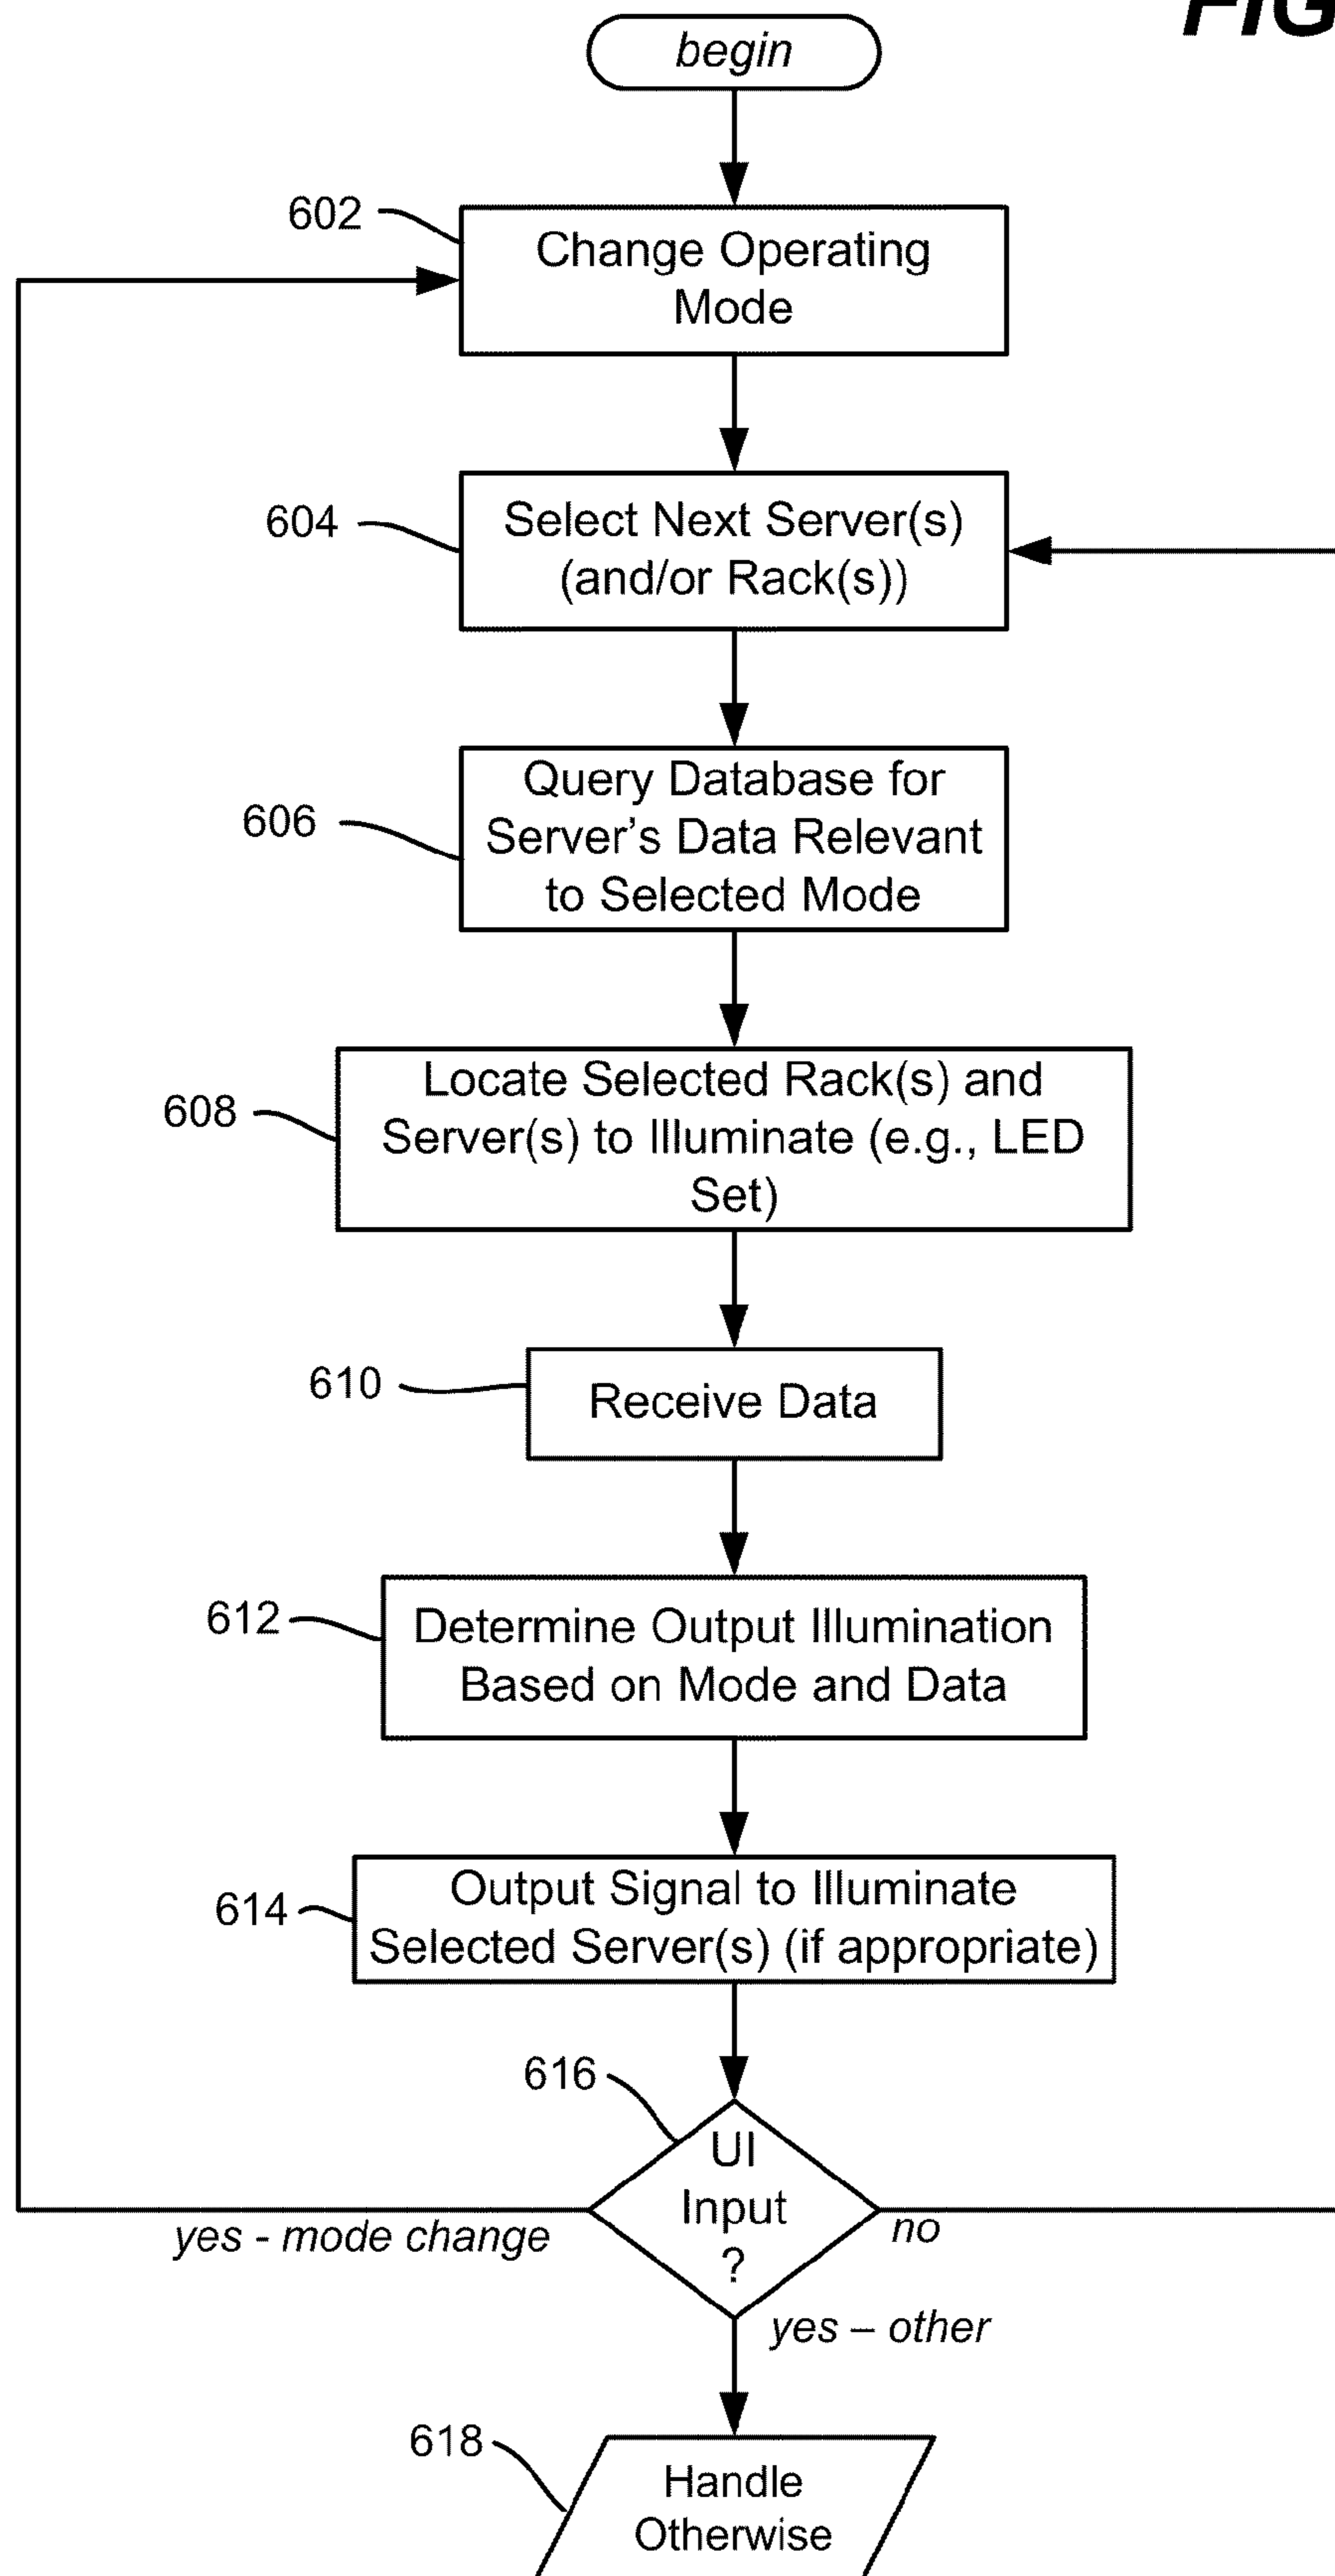 FIG
begin
602
Change Operating
Mode
604
Select Next Server(s)
(and/or Rack(s))
606
Query Database for
Server's Data Relevant
to Selected Mode
608
Locate Selected Rack(s) and
Server(s) to Illuminate (e.g., LED
Set)
610
Receive Data
612
Determine Output Illumination
Based on Mode and Data
614
Output Signal to Illuminate
Selected Server(s) (if appropriate)
616
UI
Input
?
yes - mode change
no
yes – other
618
Handle
Otherwise